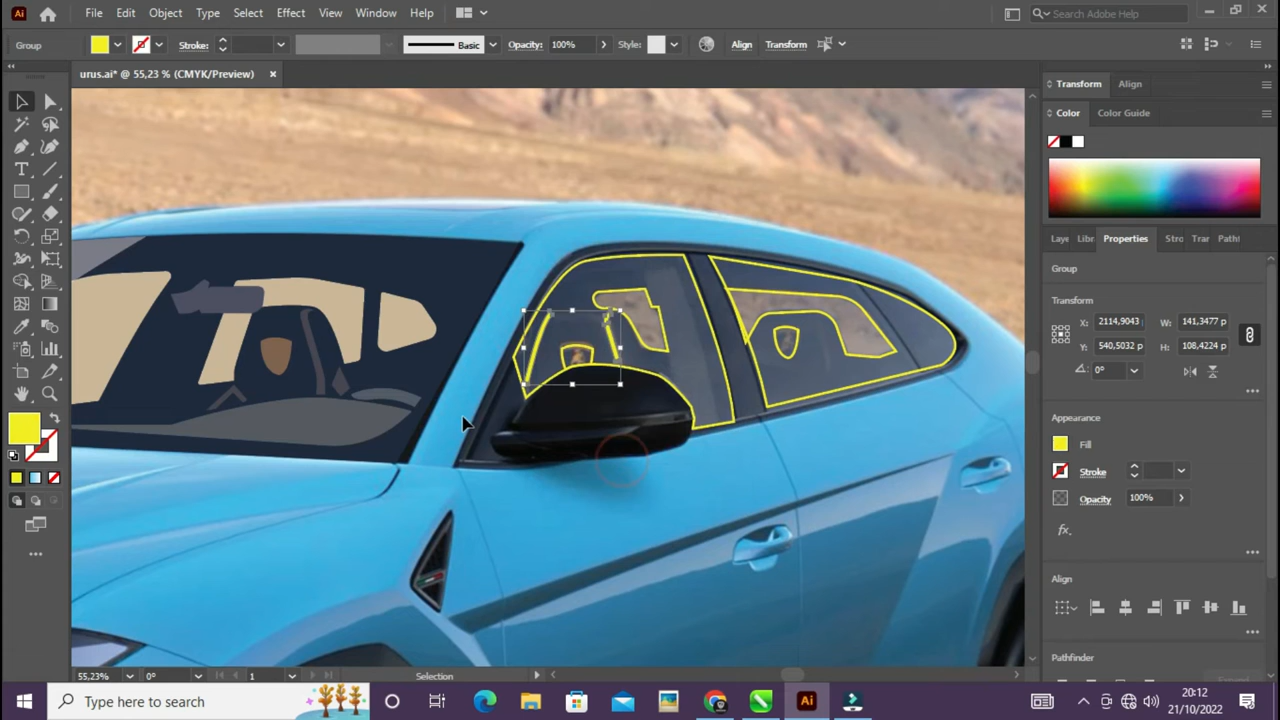 Ai File Edit Object Type Select Effect View Window Help Search Adobe Help
Group Stroke: Basic Opacity: 100% Style: Align Transform
urus.ai* @ 55,23 % (CMYK/Preview)
Transform Align
Color Color Guide
Laye Libr Properties Stro Tran Path
Group
Transform
X: 2114,9043 W: 141,3477 p
Y: 540,5032 p H: 108,4224 p
0°
Appearance
Fill
Stroke
Opacity 100%
fx
Align
Pathfinder
55,23% 0° 1 Selection
Type here to search
Ai
20:12
21/10/2022